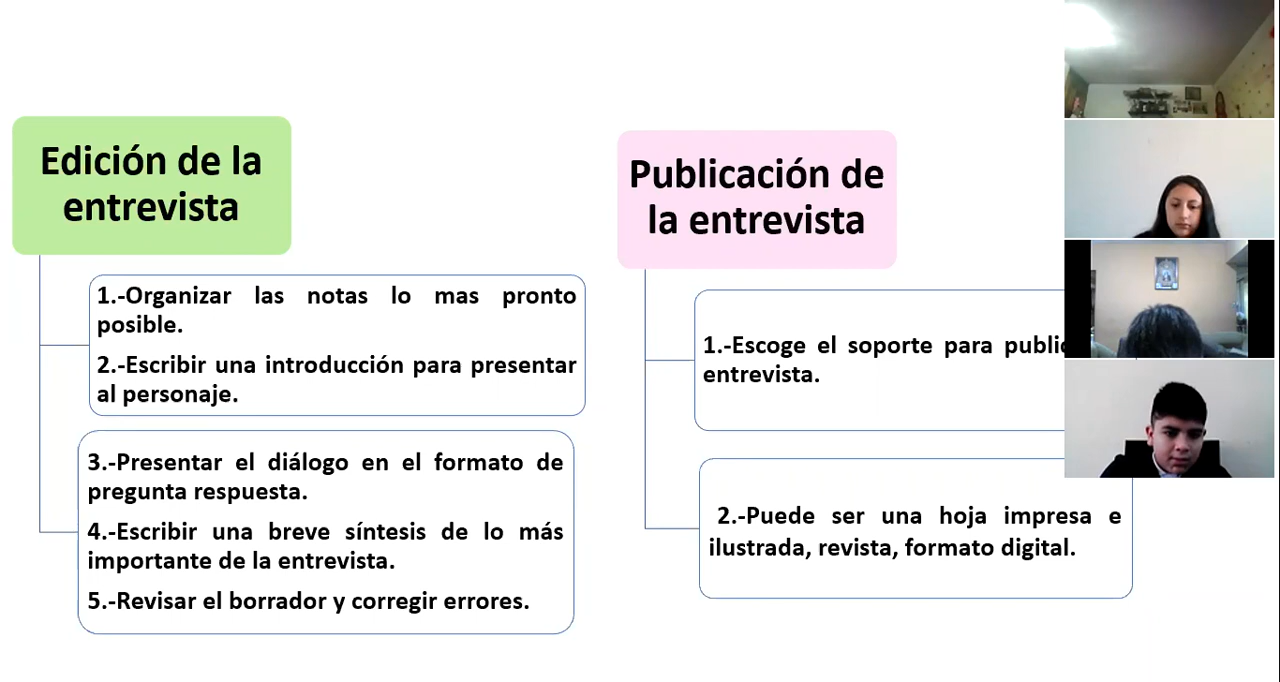 Edición de la
entrevista
1.-Organizar las notas lo mas pronto
posible.
2.-Escribir una introducción para presentar
al personaje.
3.-Presentar el diálogo en el formato de
pregunta respuesta.
4.-Escribir una breve síntesis de lo más
importante de la entrevista.
5.-Revisar el borrador y corregir errores.
Publicación de
la entrevista
1.-Escoge el soporte para
entrevista.
2.-Puede ser una hoja impresa e
ilustrada, revista, formato digital.